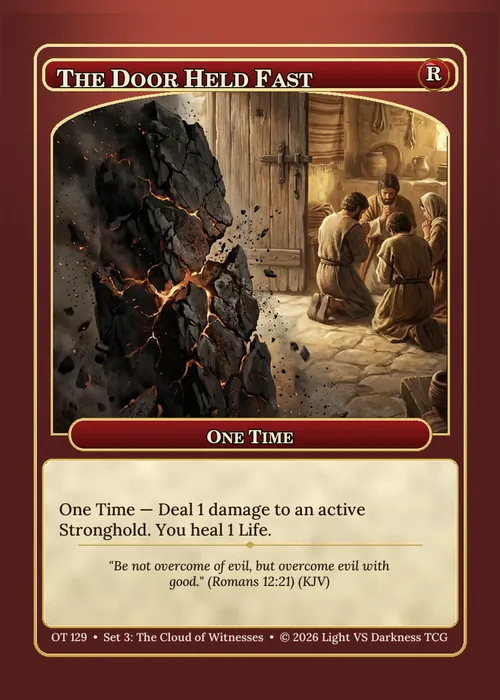 The Door Held Fast
R
One Time
One Time — Deal 1 damage to an active
Stronghold. You heal 1 Life.
"Be not overcome of evil, but overcome evil with
good." (Romans 12:21) (KJV)
OT 129 • Set 3: The Cloud of Witnesses • © 2026 Light VS Darkness TCG